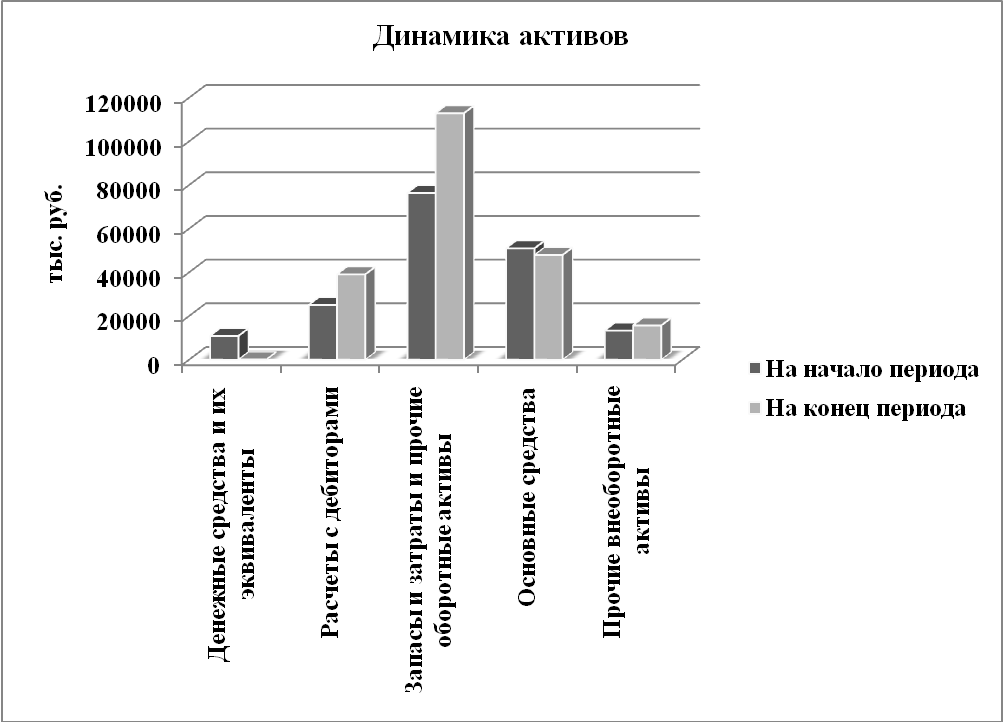 Динамика активов
тыс. руб.
120000
100000
80000
60000
40000
20000
0
Денежные средства и их
эквиваленты
Расчеты с дебиторами
Запасы и затраты и прочие
оборотные активы
Основные средства
Прочие внеоборотные
активы
На начало периода
На конец периода